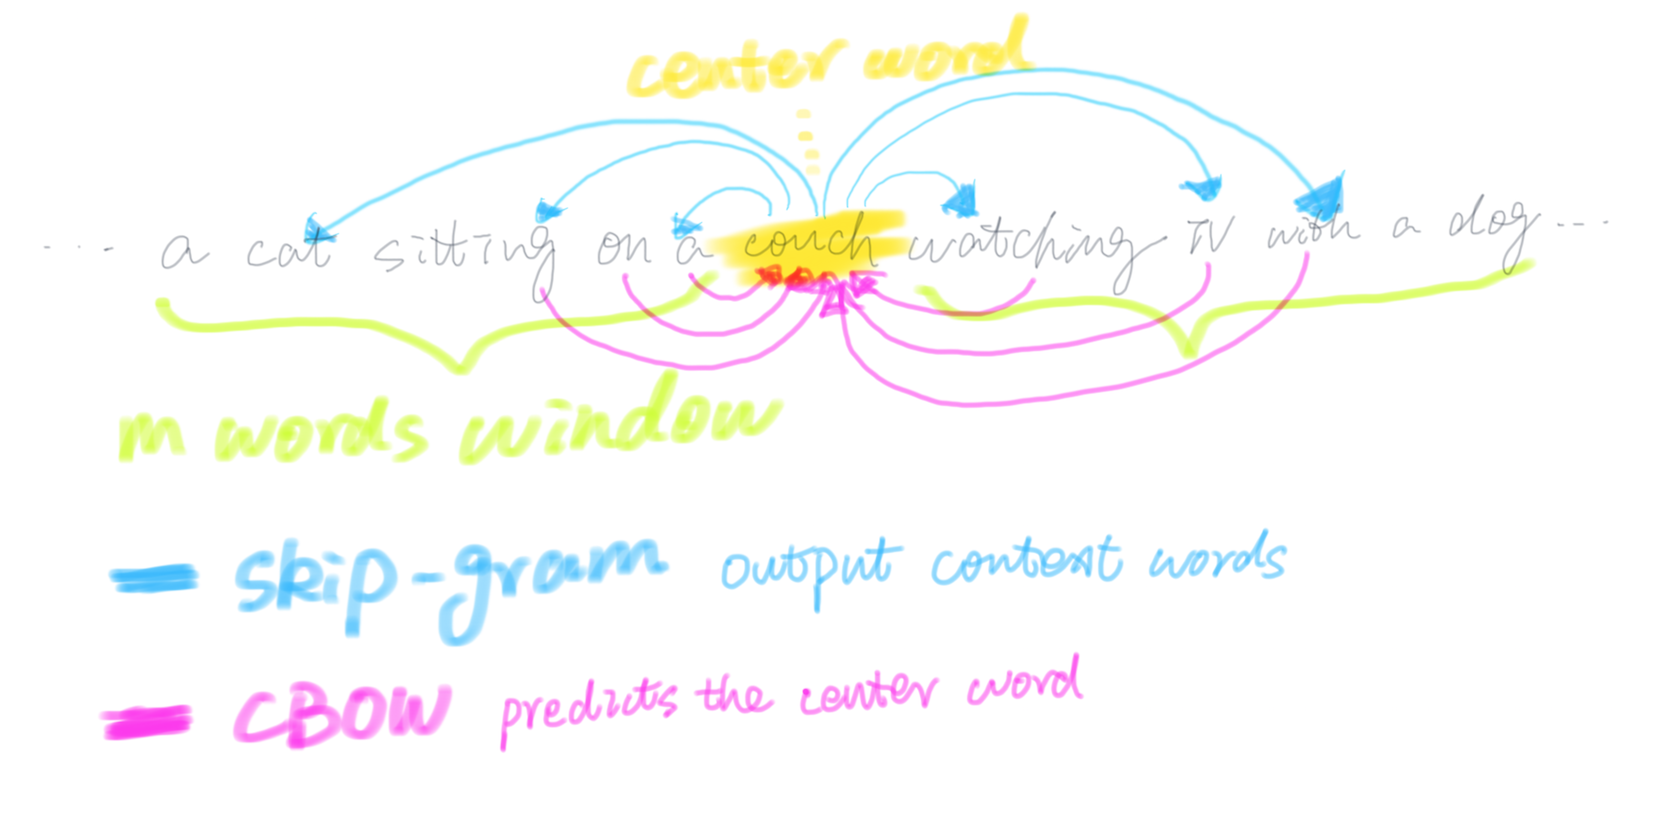 center word
... a cat sitting on a couch watching TV with a dog ...
m words window
skip-gram output context words
CBOW predicts the center word